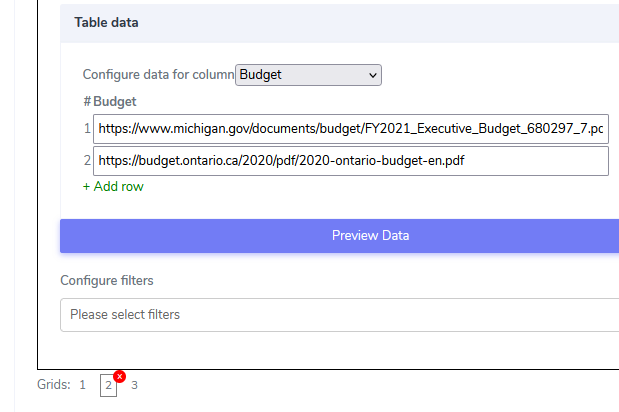 Table data
Configure data for column Budget
# Budget
1 https://www.michigan.gov/documents/budget/FY2021_Executive_Budget_680297_7.pd
2 https://budget.ontario.ca/2020/pdf/2020-ontario-budget-en.pdf
+ Add row
Preview Data
Configure filters
Please select filters
Grids: 1 2 x 3